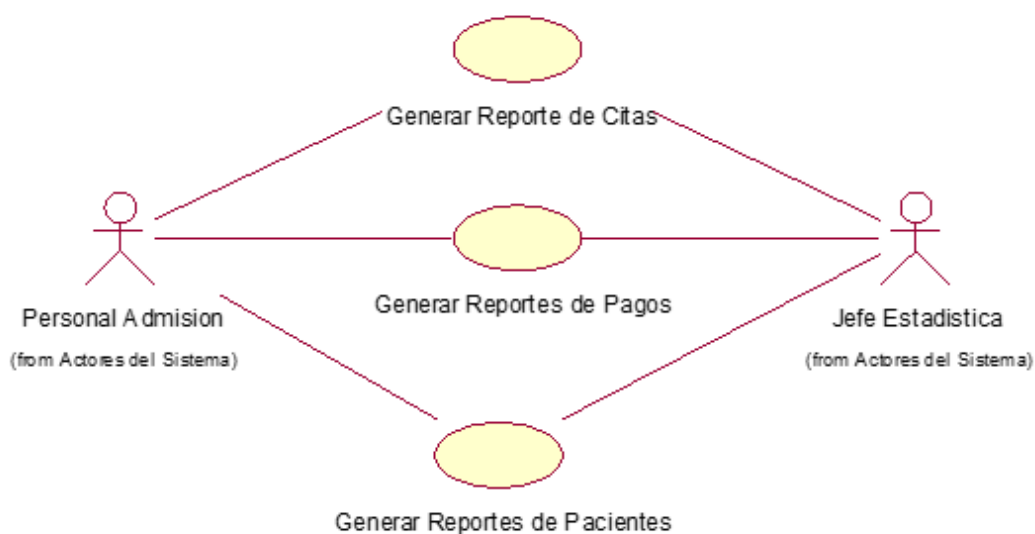 Generar Reporte de Citas
Generar Reportes de Pagos
Personal Admision
(from Actores del Sistema)
Jefe Estadistica
(from Actores del Sistema)
Generar Reportes de Pacientes